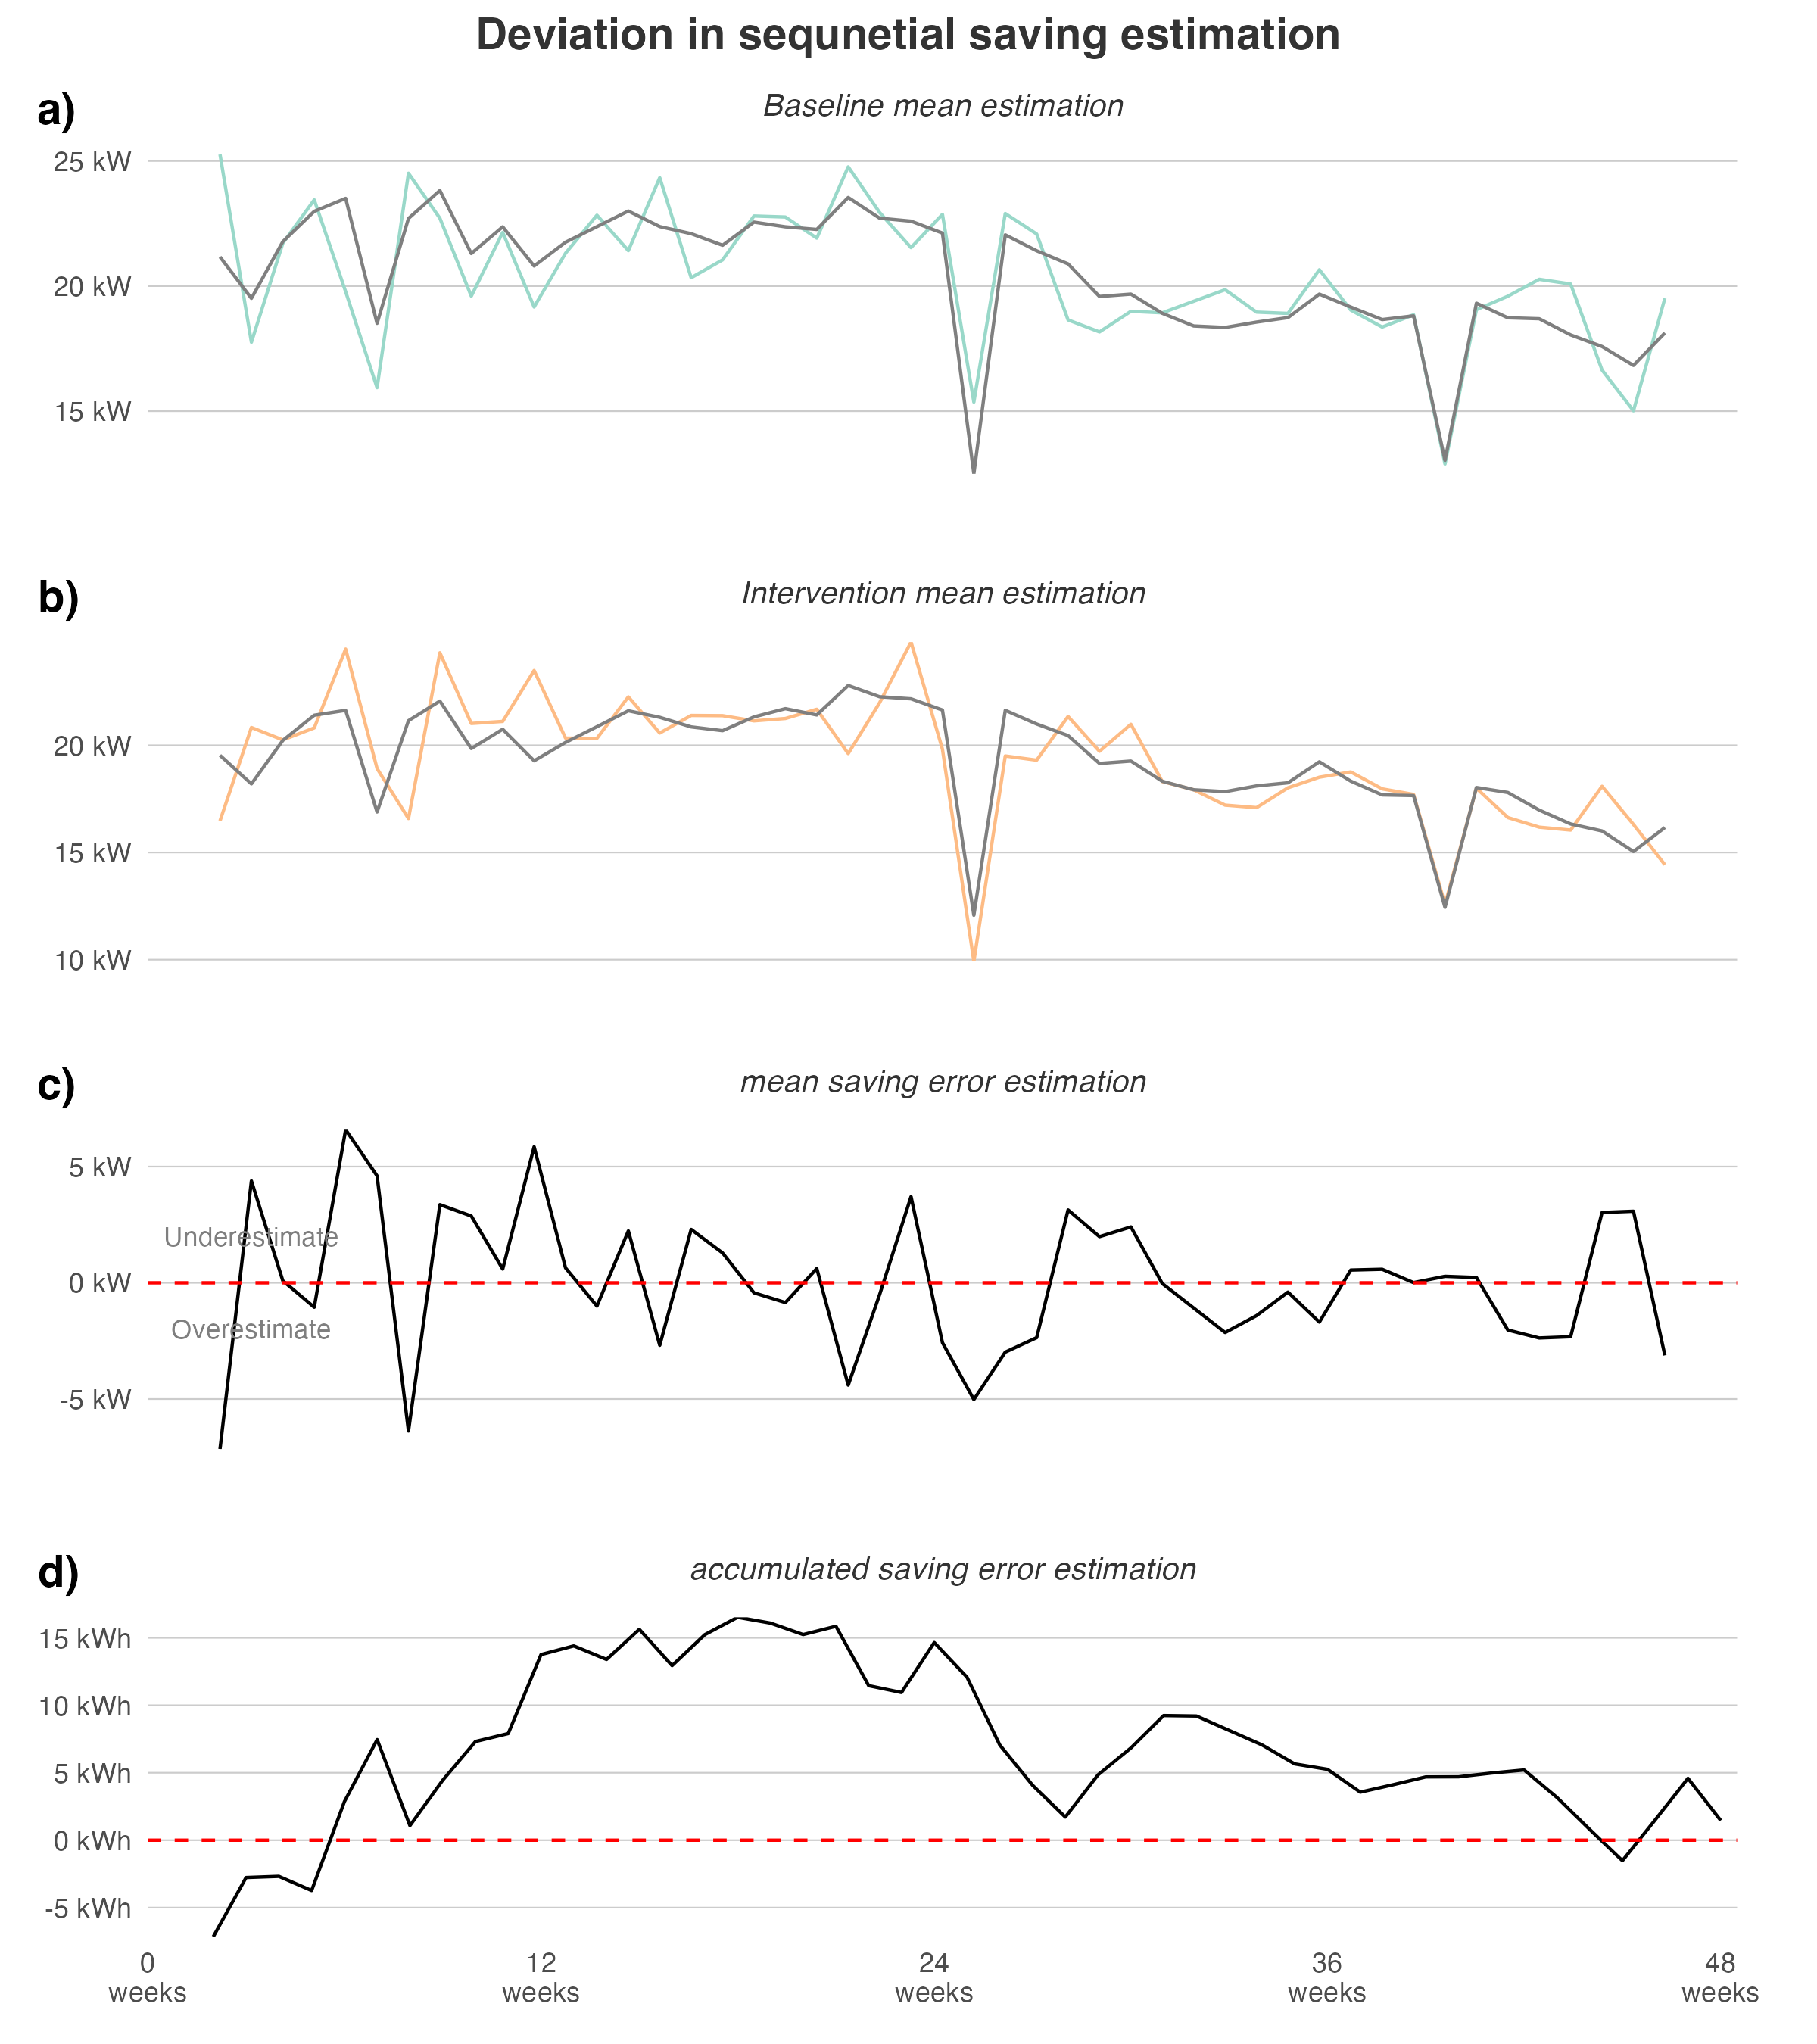 Deviation in sequnetial saving estimation
a)
Baseline mean estimation
25 kW
20 kW
15 kW
b)
Intervention mean estimation
20 kW
15 kW
10 kW
c)
mean saving error estimation
5 kW
Underestimate
0 kW
Overestimate
-5 kW
d)
accumulated saving error estimation
15 kWh
10 kWh
5 kWh
0 kWh
-5 kWh
0 12 24 36 48
weeks weeks weeks weeks weeks